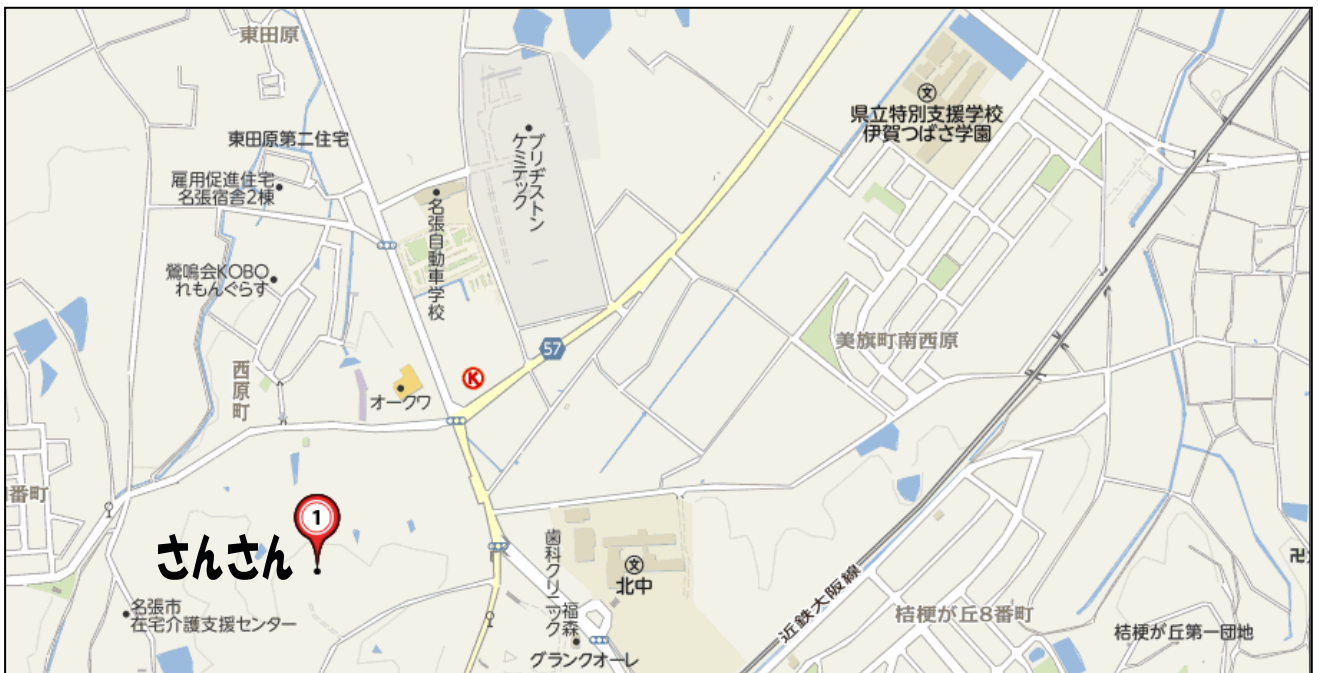 東田原
東田原第二住宅
雇用促進住宅
名張宿舎2棟
鶯鳴会KOBO
れもんぐらす
西原町
名張自動車学校
ブリヂストン
ケミテック
県立特別支援学校
伊賀つばさ学園
文
57
K
オークワ
美旗町南西原
番町
1
さんさん
名張市
在宅介護支援センター
福森
歯科クリニック
グランクオーレ
文
北中
近鉄大阪線
桔梗が丘8番町
桔梗が丘第一団地
卍